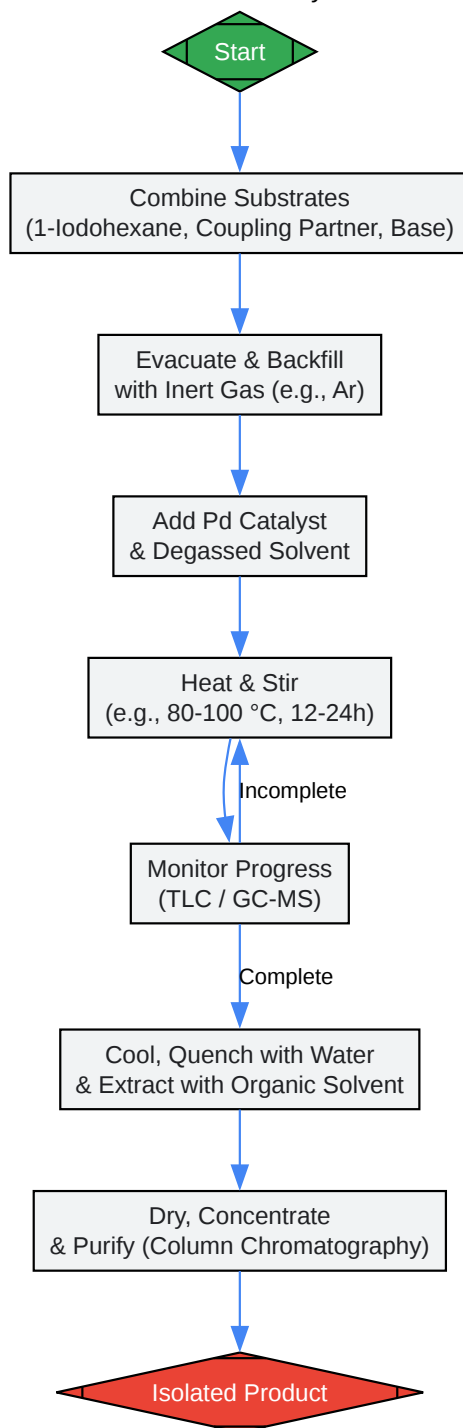 Start
Combine Substrates
(1-Iodohexane, Coupling Partner, Base)
Evacuate & Backfill
with Inert Gas (e.g., Ar)
Add Pd Catalyst
& Degassed Solvent
Heat & Stir
(e.g., 80-100 °C, 12-24h)
Incomplete
Monitor Progress
(TLC / GC-MS)
Complete
Cool, Quench with Water
& Extract with Organic Solvent
Dry, Concentrate
& Purify (Column Chromatography)
Isolated Product